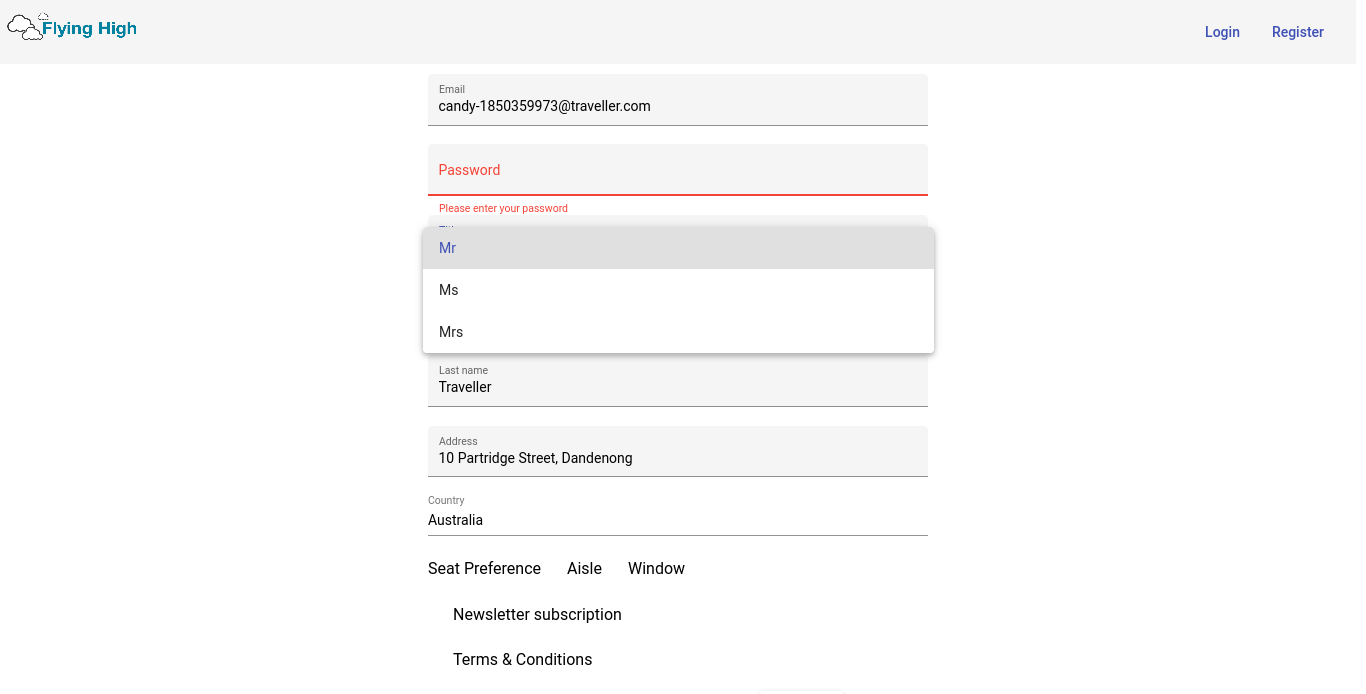 Flying High
Login Register
Email
candy-1850359973@traveller.com
Password
Please enter your password
Mr
Ms
Mrs
Last name
Traveller
Address
10 Partridge Street, Dandenong
Country
Australia
Seat Preference Aisle Window
Newsletter subscription
Terms & Conditions